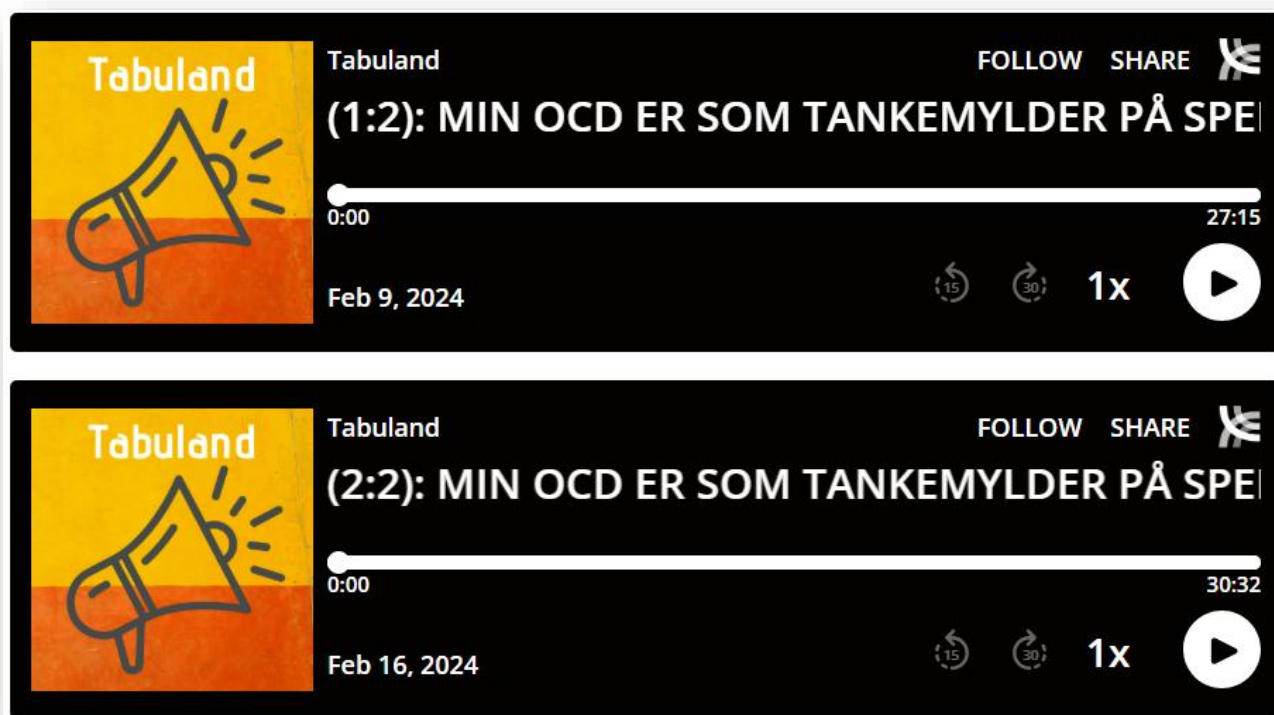 Tabuland
Tabuland
FOLLOW SHARE
(1:2): MIN OCD ER SOM TANKEMYLDER PÅ
0:00
27:15
Feb 9, 2024
15
30
1x
Tabuland
Tabuland
FOLLOW SHARE
(2:2): MIN OCD ER SOM TANKEMYLDER PÅ
0:00
30:32
Feb 16, 2024
15
30
1x